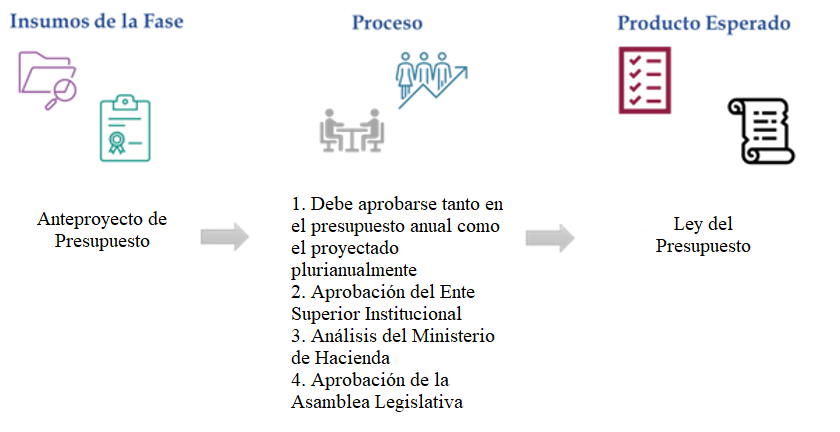 Insumos de la Fase
Proceso
Producto Esperado
Anteproyecto de
Presupuesto
1. Debe aprobarse tanto en
el presupuesto anual como
el proyectado
plurianualmente
2. Aprobación del Ente
Superior Institucional
3. Análisis del Ministerio
de Hacienda
4. Aprobación de la
Asamblea Legislativa
Ley del
Presupuesto